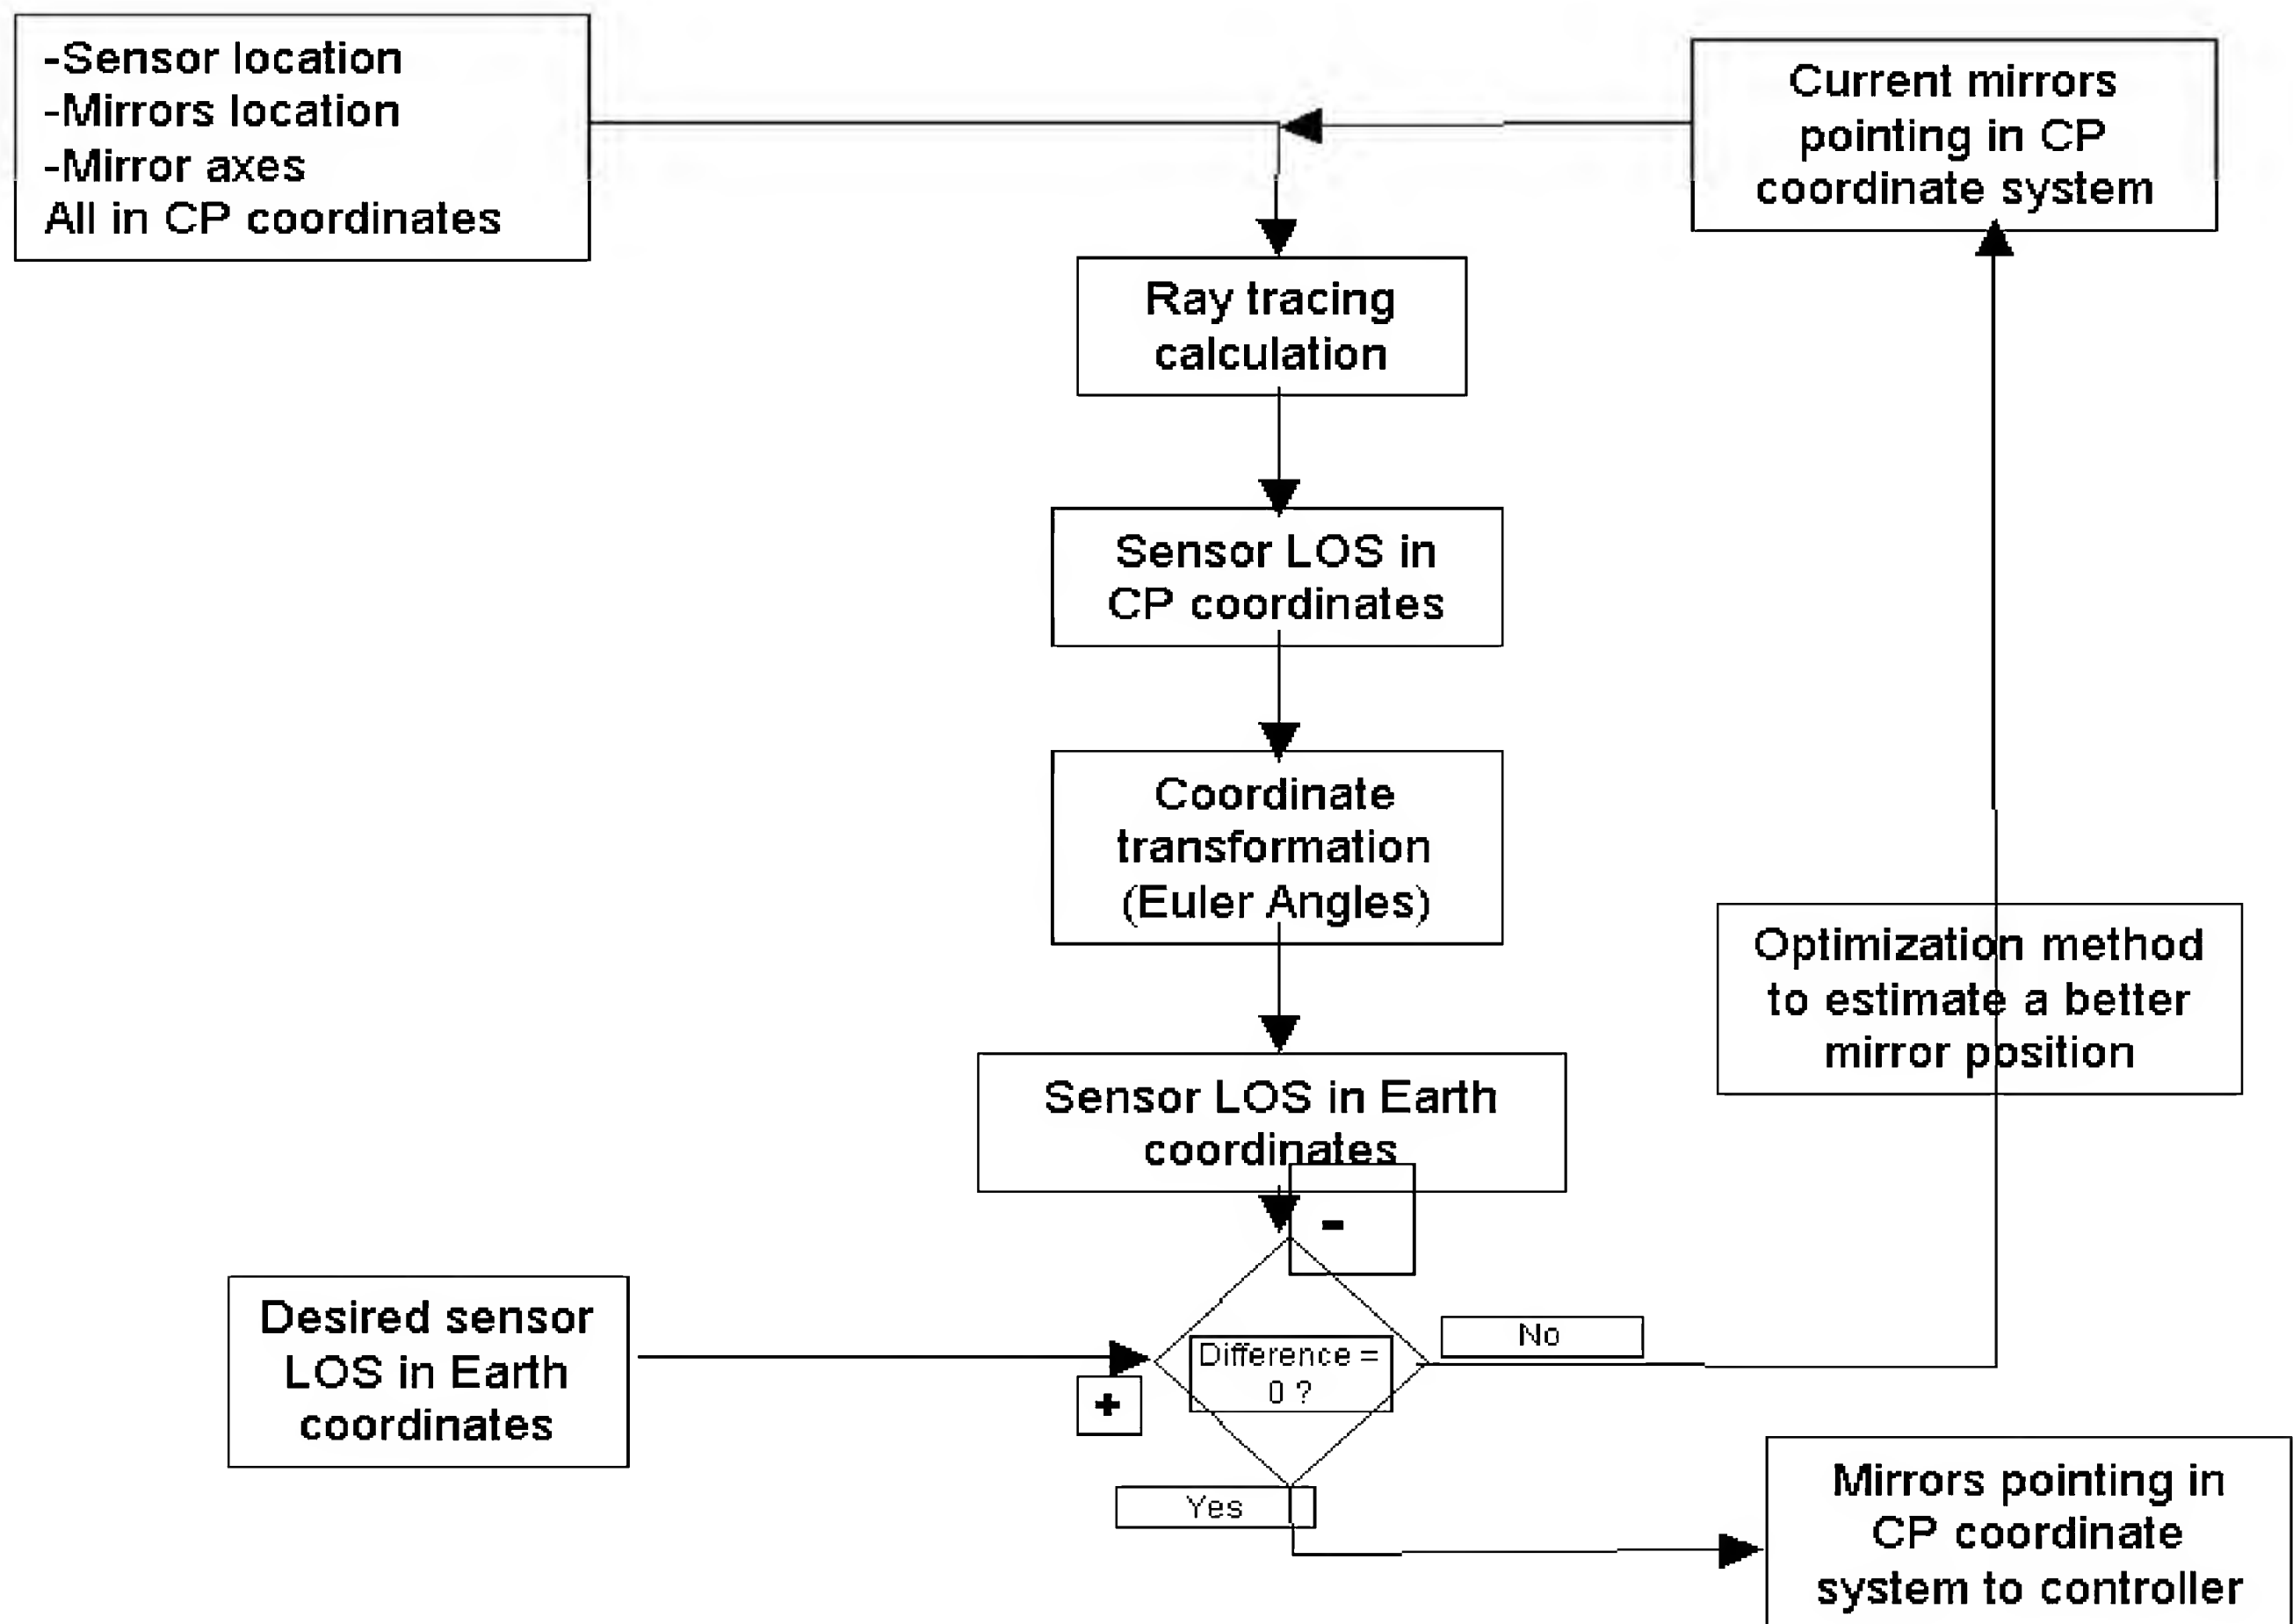 -Sensor location
-Mirrors location
-Mirror axes
All in CP coordinates
Current mirrors
pointing in CP
coordinate system
Ray tracing
calculation
Sensor LOS in
CP coordinates
Coordinate
transformation
(Euler Angles)
Optimization method
to estimate a better
mirror position
Sensor LOS in Earth
coordinates
-
Desired sensor
LOS in Earth
coordinates
+
Difference =
0 ?
No
Yes
Mirrors pointing in
CP coordinate
system to controller